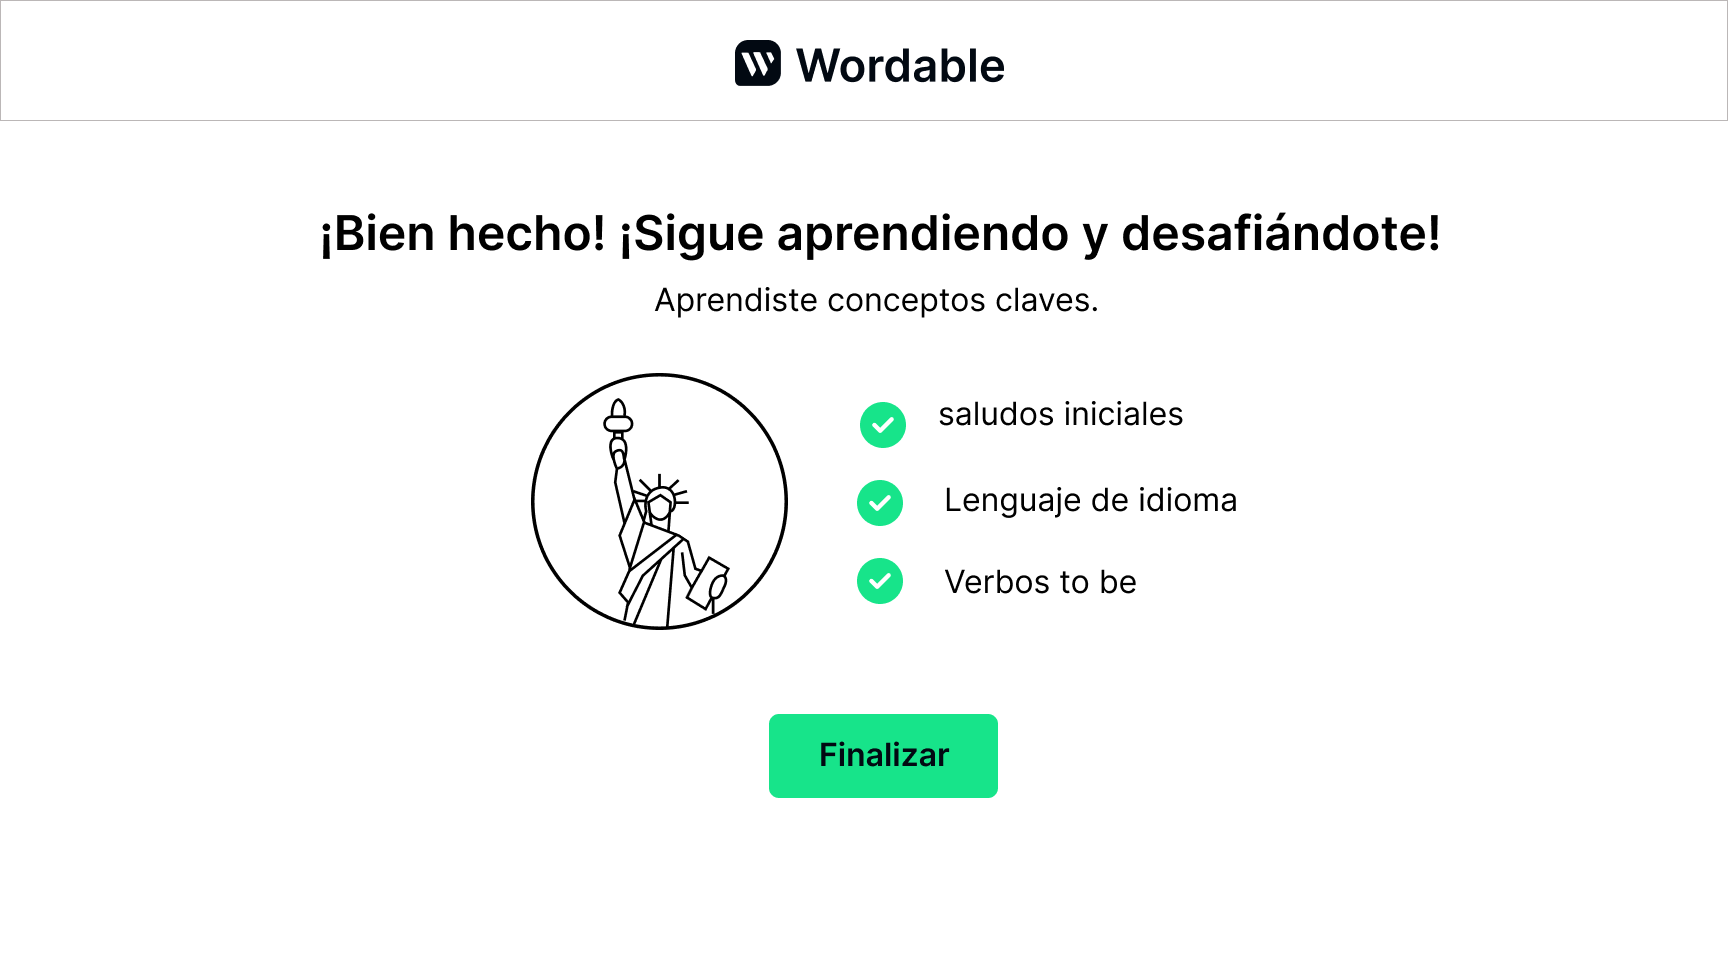 Wordable
¡Bien hecho! ¡Sigue aprendiendo y desafiándote!
Aprendiste conceptos claves.
saludos iniciales
Lenguaje de idioma
Verbos to be
Finalizar